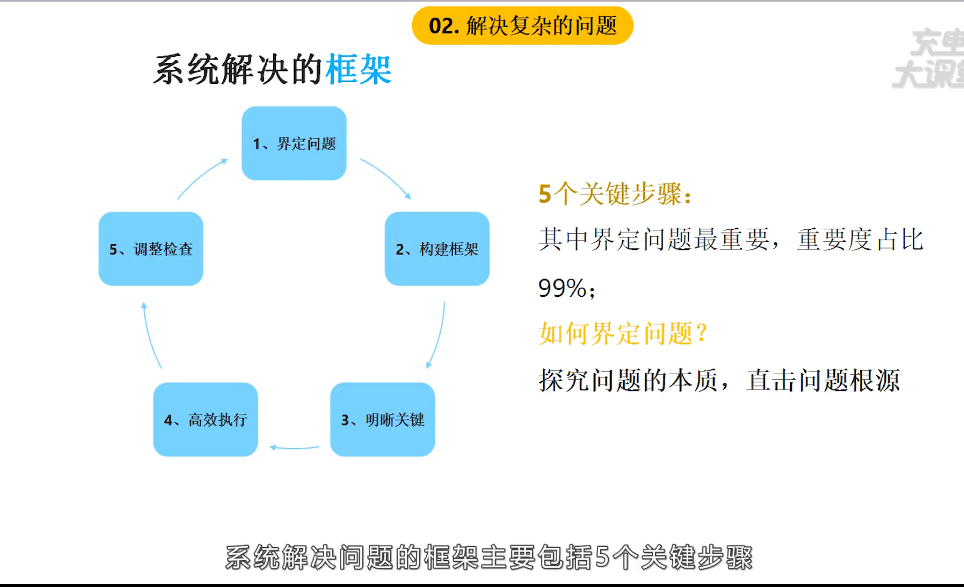 02. 解决复杂的问题
充电
大课堂
系统解决的框架
1、界定问题
2、构建框架
3、明晰关键
4、高效执行
5、调整检查
5个关键步骤：
其中界定问题最重要，重要度占比
99%；
如何界定问题？
探究问题的本质，直击问题根源
系统解决问题的框架主要包括5个关键步骤